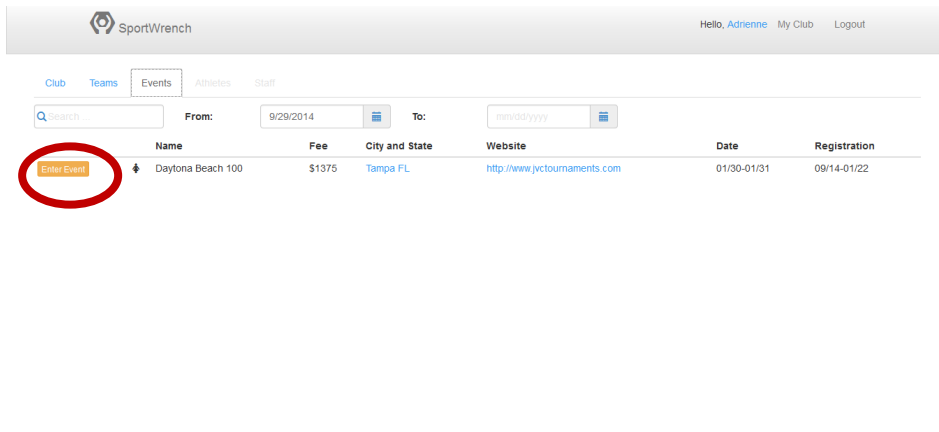 SportWrench
Hello, Adrienne My Club Logout
Club Teams Events Athletes Staff
Search... From: 9/29/2014 To: mm/dd/yyyy
Name Fee City and State Website Date Registration
Enter Event Daytona Beach 100 $1375 Tampa FL http://www.jvctournaments.com 01/30-01/31 09/14-01/22